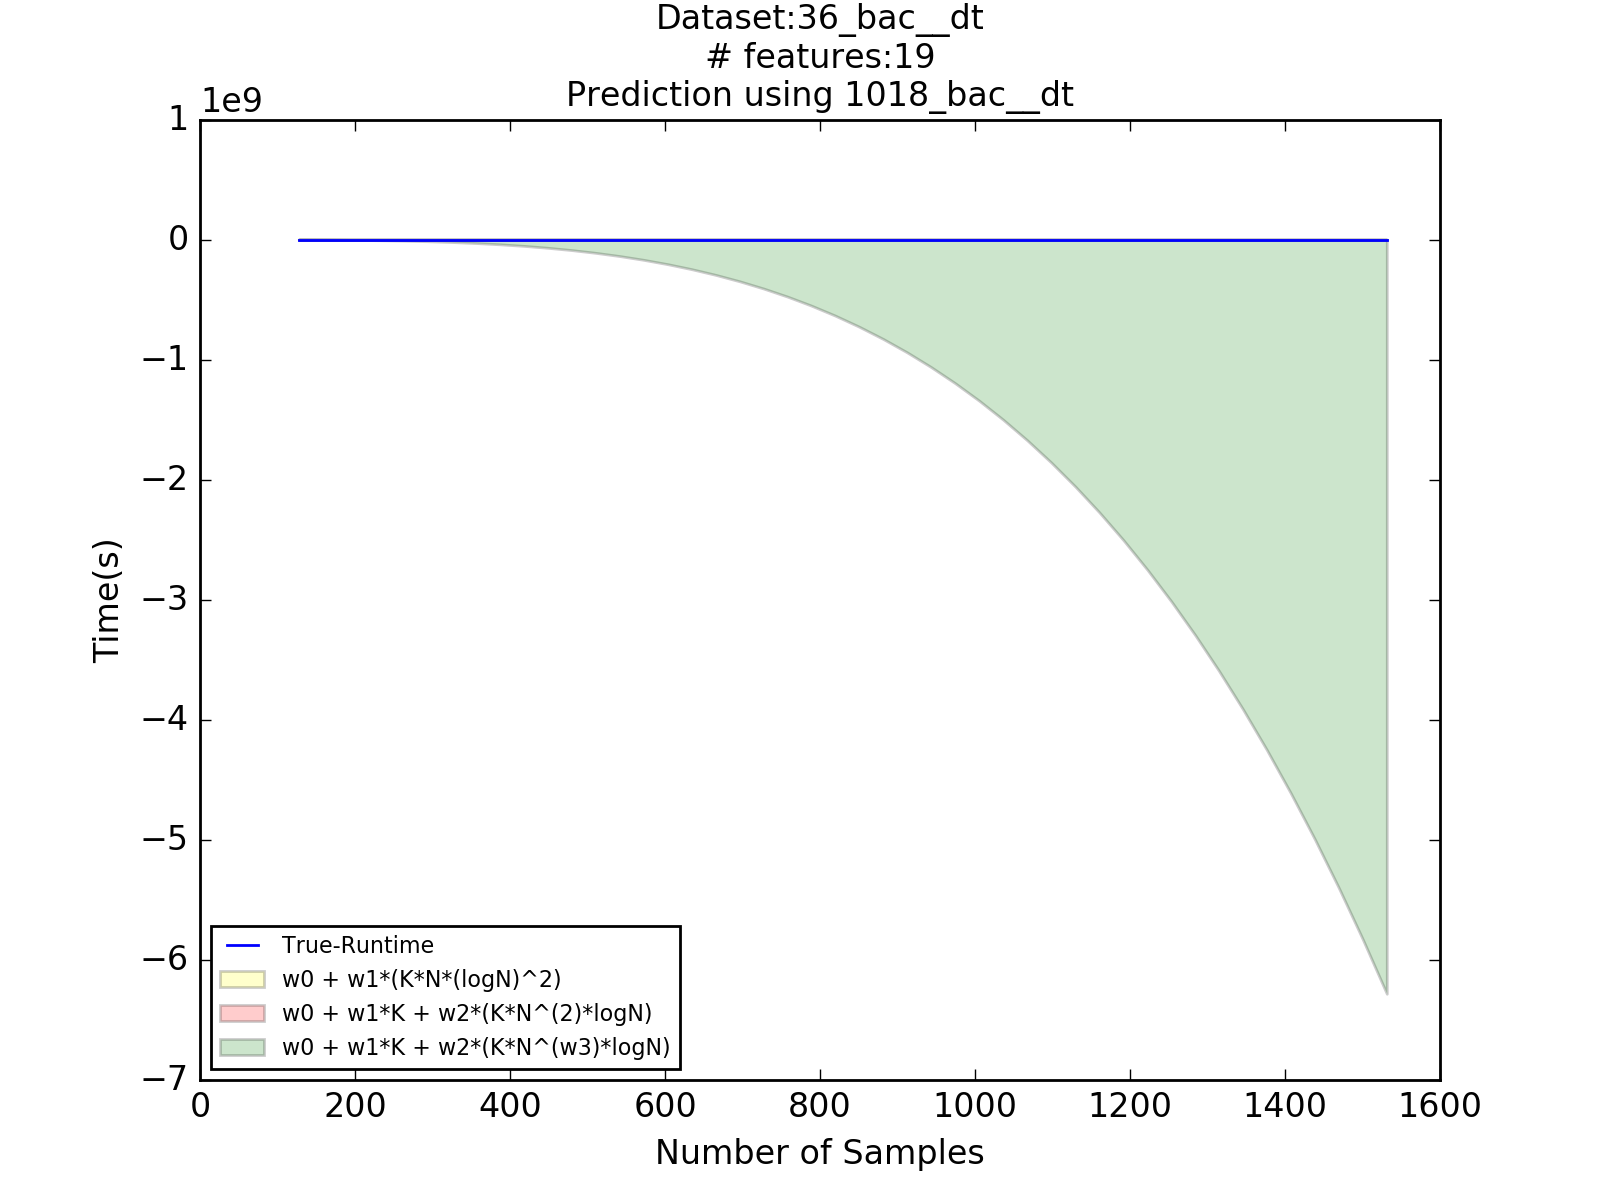 Dataset:36_bac__dt
# features:19
Prediction using 1018_bac__dt
1e9
1
0
−1
−2
−3
−4
−5
−6
−7
Time(s)
True-Runtime
w0 + w1*(K*N*(logN)^2)
w0 + w1*K + w2*(K*N^(2)*logN)
w0 + w1*K + w2*(K*N^(w3)*logN)
0 200 400 600 800 1000 1200 1400 1600
Number of Samples